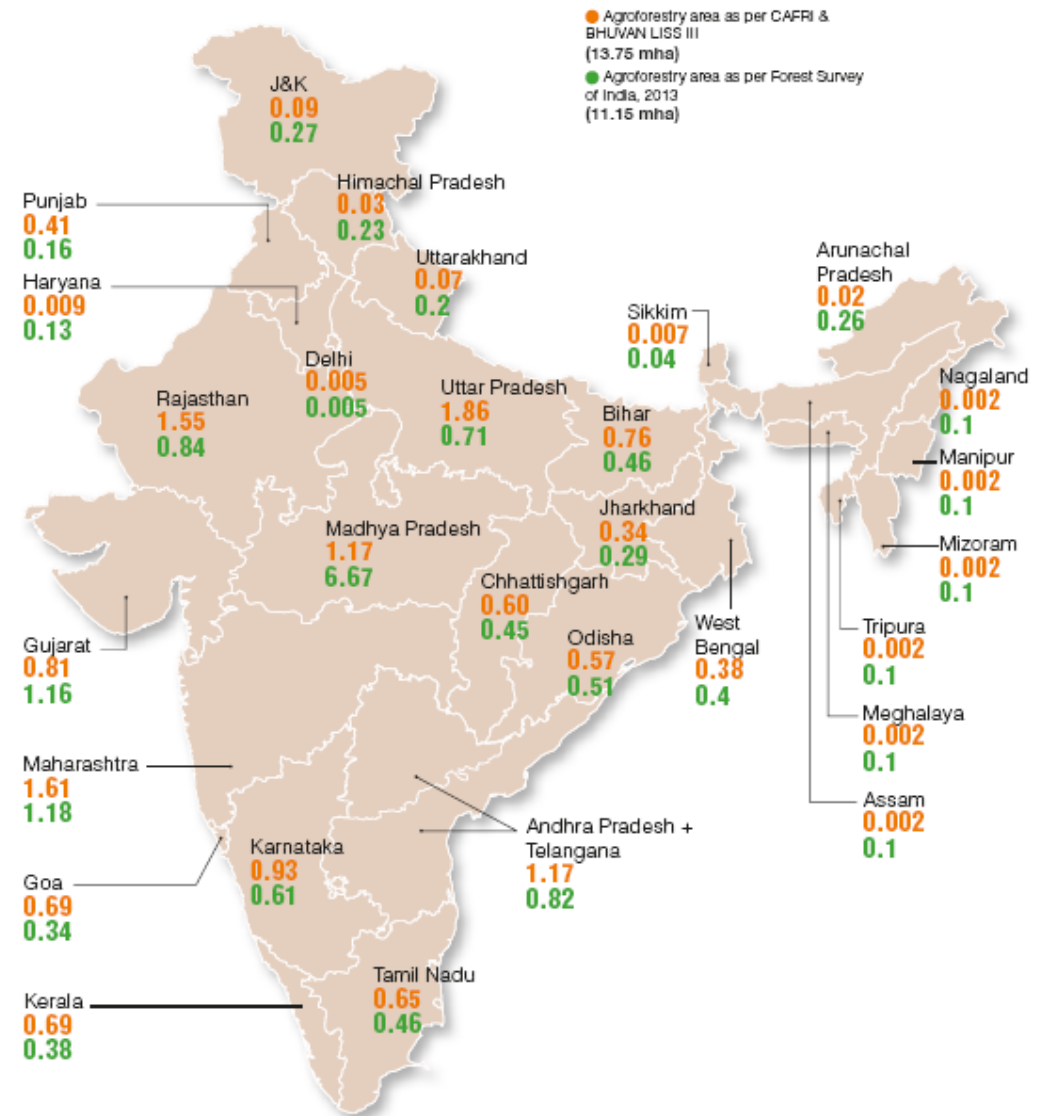 Agroforestry area as per CAFRI &
BHUVAN LISS III
(13.75 mha)
Agroforestry area as per Forest Survey
of India, 2013
(11.15 mha)
J&K
0.09
0.27
Himachal Pradesh
0.03
0.23
Punjab
0.41
0.16
Uttarakhand
0.07
0.2
Haryana
0.009
0.13
Arunachal
Pradesh
0.02
0.26
Sikkim
0.007
0.04
Delhi
0.005
0.005
Rajasthan
1.55
0.84
Uttar Pradesh
1.86
0.71
Bihar
0.76
0.46
Nagaland
0.002
0.1
Manipur
0.002
0.1
Jharkhand
0.34
0.29
Madhya Pradesh
1.17
6.67
Mizoram
0.002
0.1
Chhattishgarh
0.60
0.45
West
Bengal
0.38
0.4
Odisha
0.57
0.51
Tripura
0.002
0.1
Gujarat
0.81
1.16
Meghalaya
0.002
0.1
Maharashtra
1.61
1.18
Assam
0.002
0.1
Andhra Pradesh +
Telangana
1.17
0.82
Karnataka
0.93
0.61
Goa
0.69
0.34
Tamil Nadu
0.65
0.46
Kerala
0.69
0.38